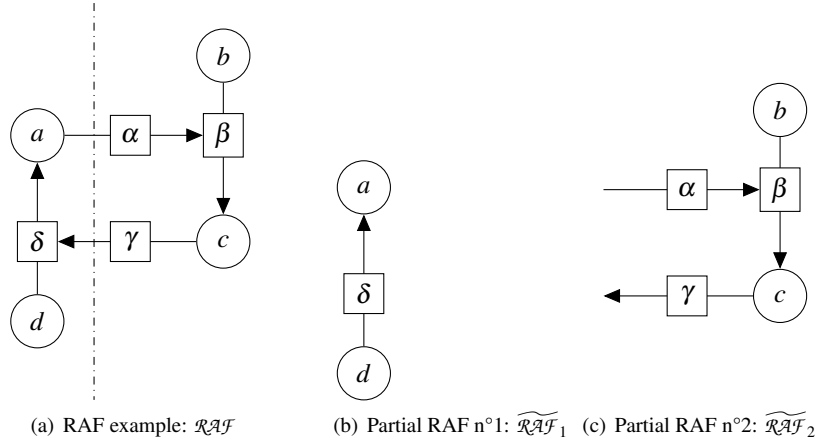 b
a
α
β
δ
γ
c
d
a
δ
d
b
α
β
γ
c
(a) RAF example: RAF
(b) Partial RAF n°1: RAF̃₁
(c) Partial RAF n°2: RAF̃₂